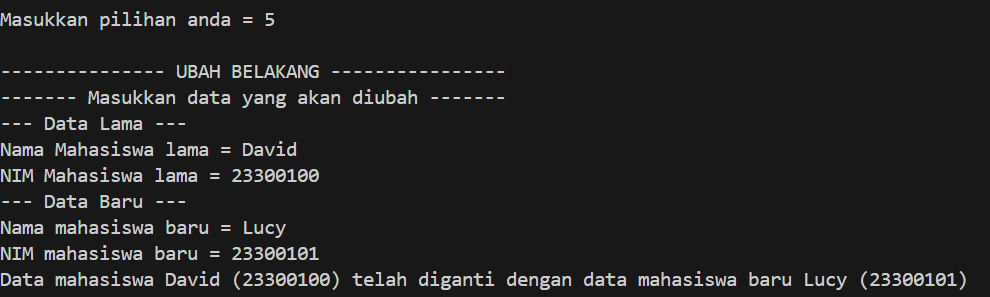 Masukkan pilihan anda = 5
--------------- UBAH BELAKANG ----------------
------- Masukkan data yang akan diubah -------
--- Data Lama ---
Nama Mahasiswa lama = David
NIM Mahasiswa lama = 23300100
--- Data Baru ---
Nama mahasiswa baru = Lucy
NIM mahasiswa baru = 23300101
Data mahasiswa David (23300100) telah diganti dengan data mahasiswa baru Lucy (23300101)